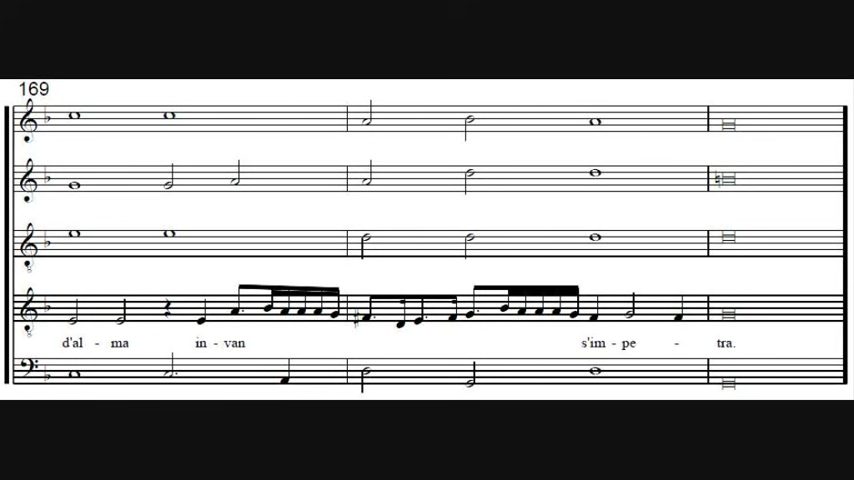 169
d'al - ma in - van s'im - pe - tra.